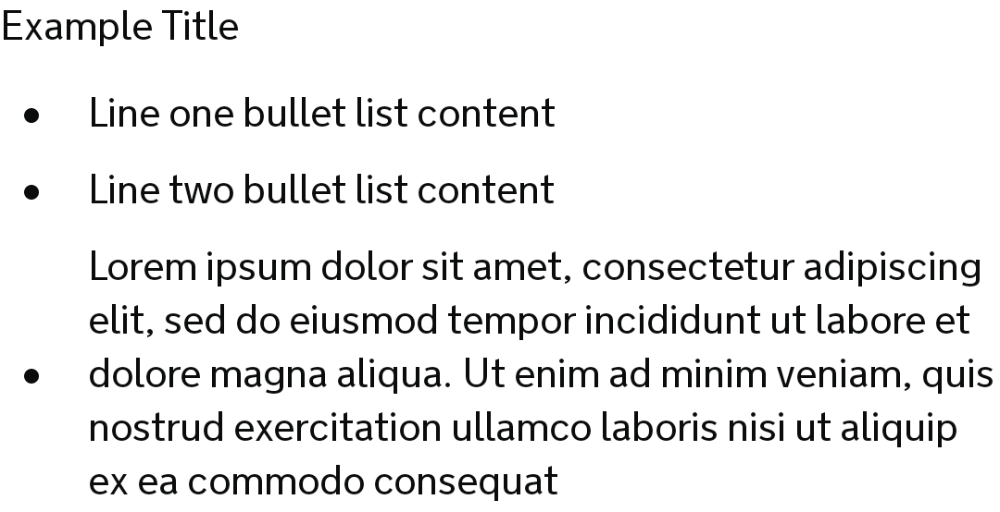 Example Title
• Line one bullet list content
• Line two bullet list content
Lorem ipsum dolor sit amet, consectetur adipiscing
elit, sed do eiusmod tempor incididunt ut labore et
• dolore magna aliqua. Ut enim ad minim veniam, quis
nostrud exercitation ullamco laboris nisi ut aliquip
ex ea commodo consequat